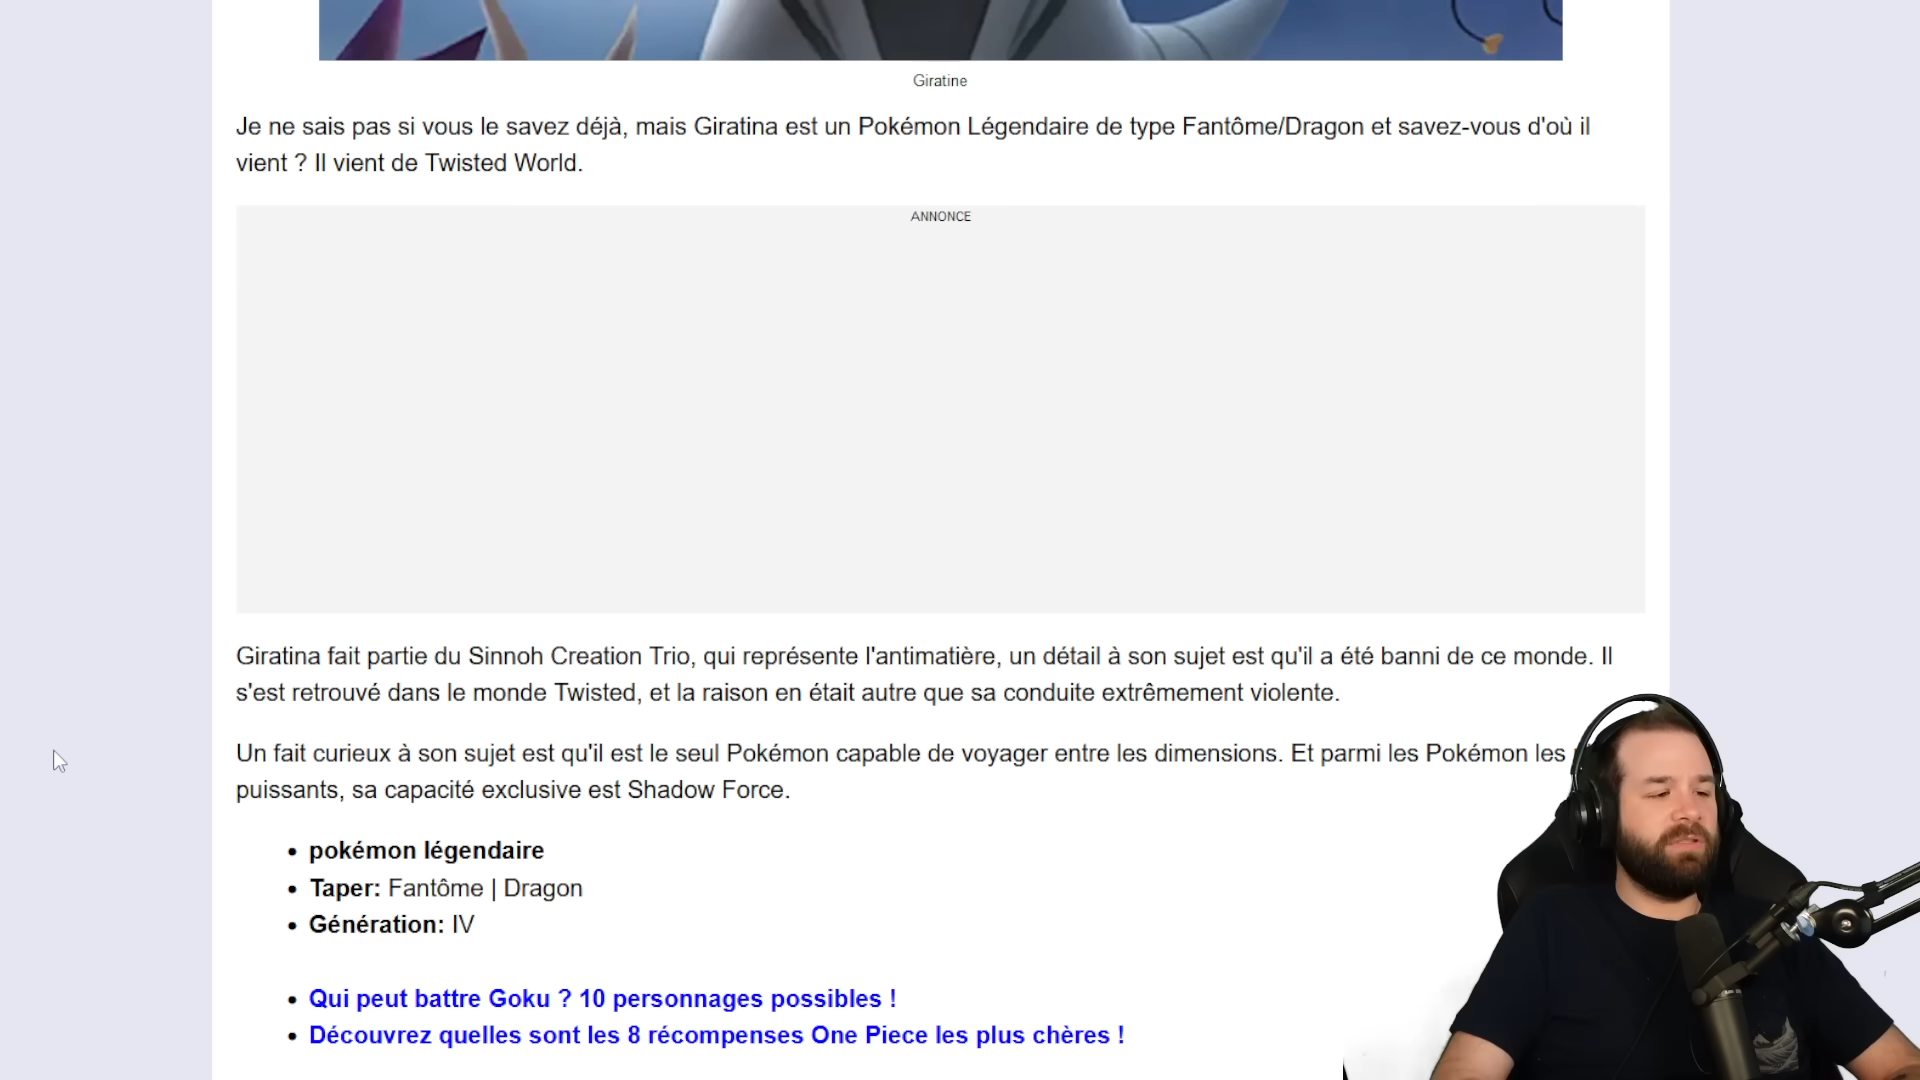 Giratine
Je ne sais pas si vous le savez déjà, mais Giratina est un Pokémon Légendaire de type Fantôme/Dragon et savez-vous d'où il
vient ? Il vient de Twisted World.
ANNONCE
Giratina fait partie du Sinnoh Creation Trio, qui représente l'antimatière, un détail à son sujet est qu'il a été banni de ce monde. Il
s'est retrouvé dans le monde Twisted, et la raison en était autre que sa conduite extrêmement violente.
Un fait curieux à son sujet est qu'il est le seul Pokémon capable de voyager entre les dimensions. Et parmi les Pokémon les
puissants, sa capacité exclusive est Shadow Force.
• pokémon légendaire
• Taper: Fantôme | Dragon
• Génération: IV
• Qui peut battre Goku ? 10 personnages possibles !
• Découvrez quelles sont les 8 récompenses One Piece les plus chères !